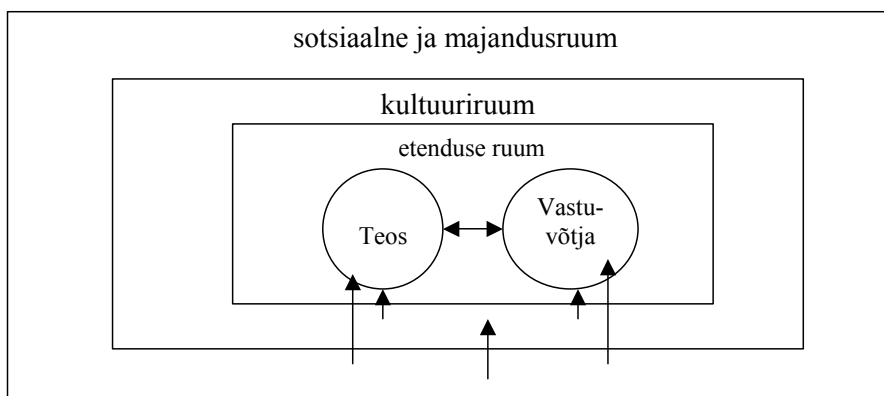 sotsiaalne ja majandusruum
kultuuriruum
etenduse ruum
Teos
Vastu-
võtja